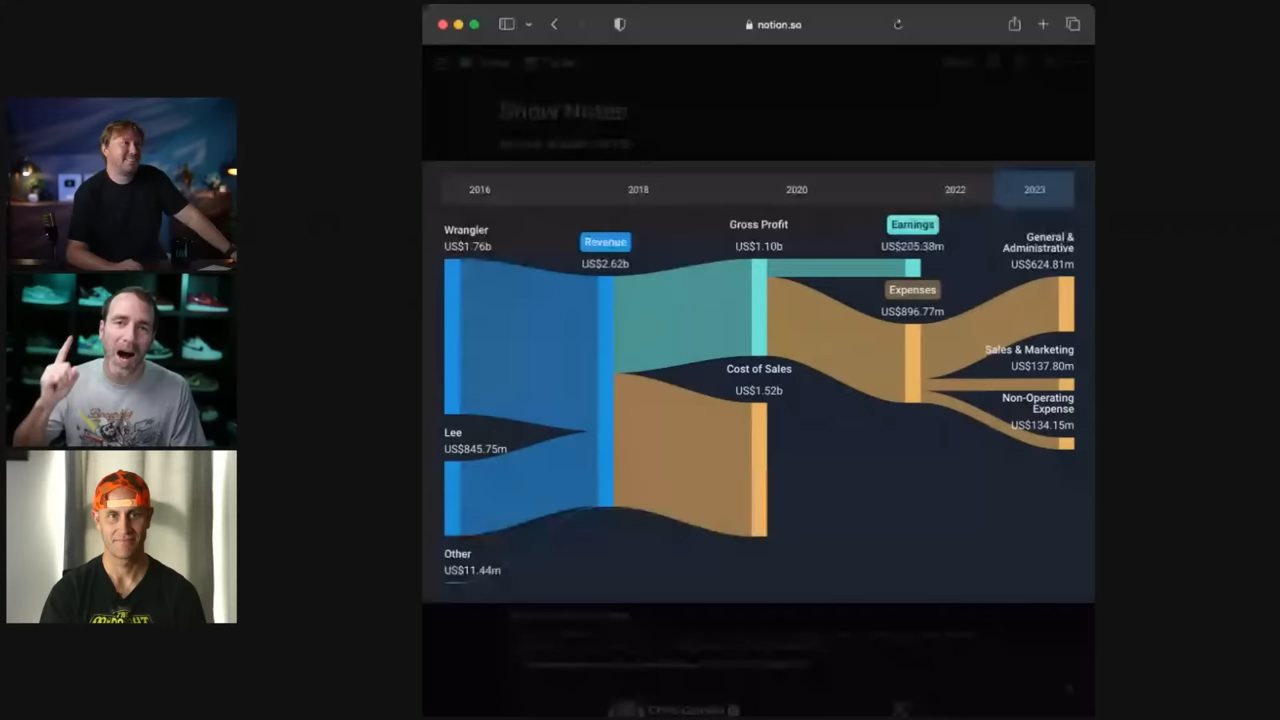 notion.so
Show Notes
2016
2018
2020
2022
2023
Wrangler
US$1.76b
Revenue
US$2.62b
Gross Profit
US$1.10b
Earnings
US$205.38m
General &
Administrative
US$624.81m
Expenses
US$896.77m
Sales & Marketing
US$137.80m
Cost of Sales
US$1.52b
Non-Operating
Expense
US$134.15m
Lee
US$845.75m
Other
US$11.44m